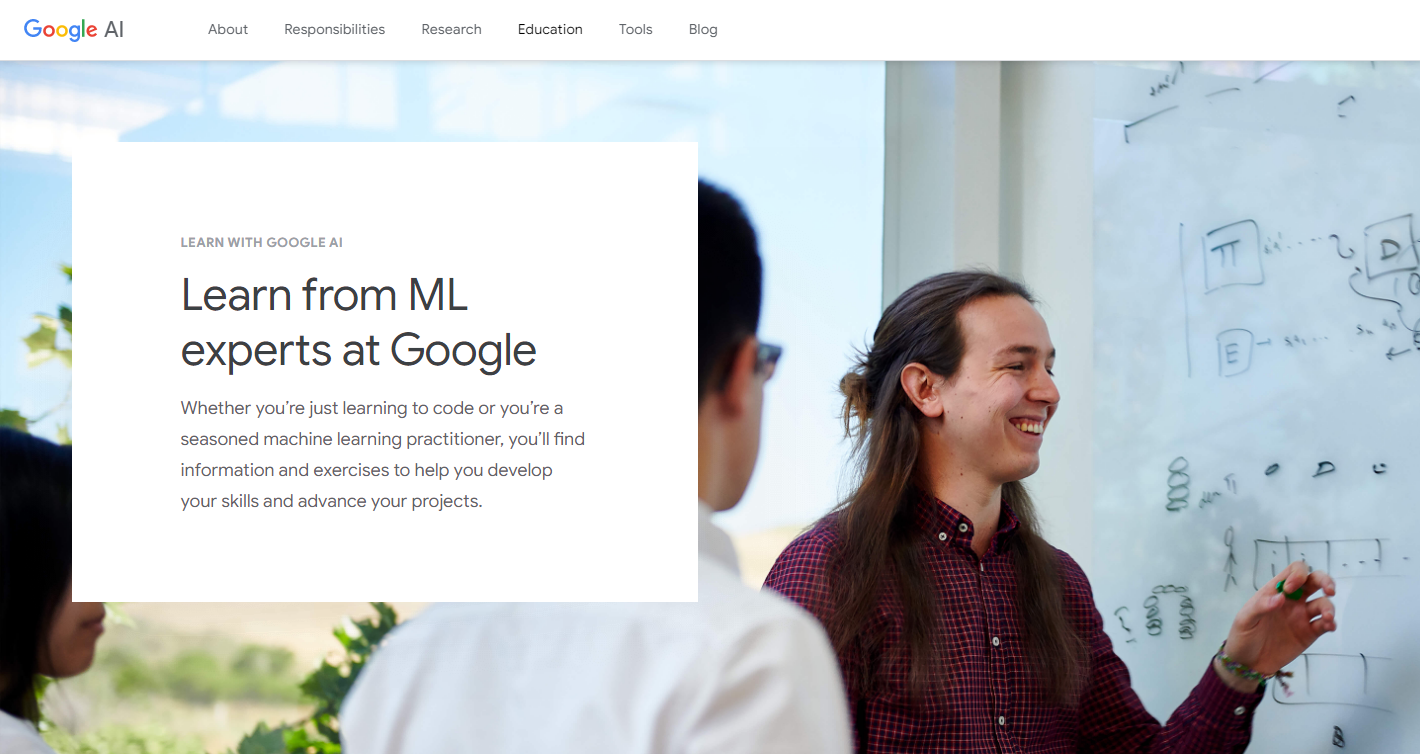 Google AI
About
Responsibilities
Research
Education
Tools
Blog
LEARN WITH GOOGLE AI
Learn from ML
experts at Google
Whether you’re just learning to code or you’re a
seasoned machine learning practitioner, you’ll find
information and exercises to help you develop
your skills and advance your projects.
π
D
E
D